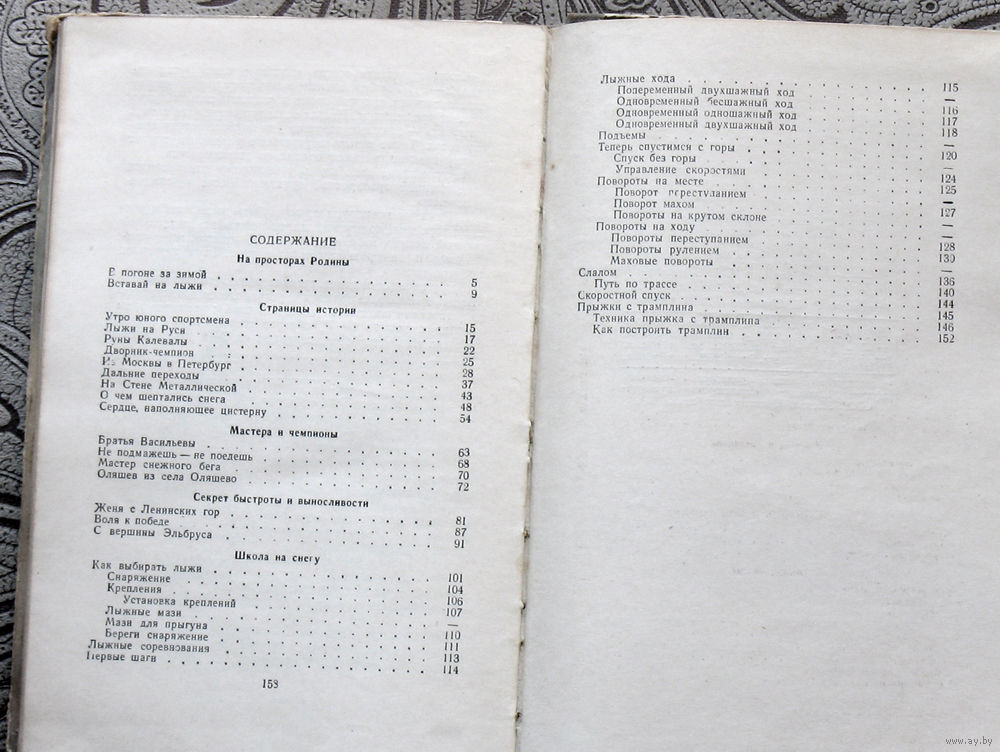 СОДЕРЖАНИЕ
На просторах Родины
В погоне за зимой . . . 5
Вставай на лыжи . . . 9
Страницы истории
Утро юного спортсмена . . . 15
Лыжи на Руси . . . 17
Руны Калевалы . . . 22
Дворник-чемпион . . . 25
Из Москвы в Петербург . . . 28
Дальние переходы . . . 37
На Стене Металлической . . . 43
О чем шептались снега . . . 48
Сердце, наполняющее цистерну . . . 54
Мастера и чемпионы
Братья Васильевы . . . 63
Не подмажешь — не поедешь . . . 68
Мастер снежного бега . . . 70
Оляшев из села Оляшево . . . 72
Секрет быстроты и выносливости
Женя с Ленинских гор . . . 81
Воля к победе . . . 87
С вершины Эльбруса . . . 91
Школа на снегу
Как выбирать лыжи . . . 101
Снаряжение . . . 104
Крепления . . . 106
Установка креплений . . . 107
Лыжные мази . . . —
Мази для прыгуна . . . 110
Береги снаряжение . . . 111
Лыжные соревнования . . . 113
Первые шаги . . . 114
158
Лыжные хода . . . 115
Попеременный двухшажный ход . . . —
Одновременный бесшажный ход . . . 116
Одновременный одношажный ход . . . 117
Одновременный двухшажный ход . . . 118
Подъемы . . . —
Теперь спустимся с горы . . . 120
Спуск без горы . . . —
Управление скоростями . . . 124
Повороты на месте . . . 125
Поворот переступанием . . . —
Поворот махом . . . 127
Повороты на крутом склоне . . . —
Повороты на ходу . . . —
Повороты переступанием . . . 128
Повороты рулением . . . 130
Маховые повороты . . . —
Слалом . . . 136
Путь по трассе . . . 140
Скоростной спуск . . . 144
Прыжки с трамплина . . . 145
Техника прыжка с трамплина . . . 146
Как построить трамплин . . . 152
www.ay.by